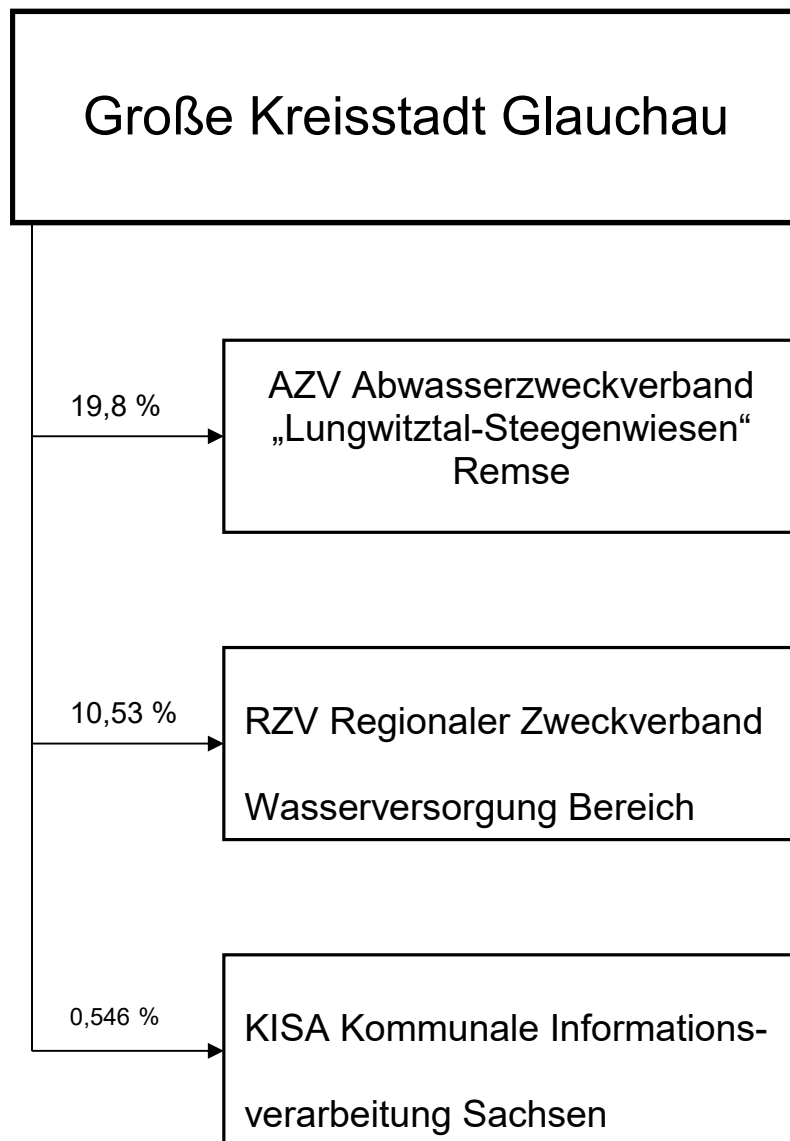 Große Kreisstadt Glauchau
19,8 %
AZV Abwasserzweckverband
„Lungwitztal-Steegenwiesen“
Remse
10,53 %
RZV Regionaler Zweckverband
Wasserversorgung Bereich
0,546 %
KISA Kommunale Informations-
verarbeitung Sachsen